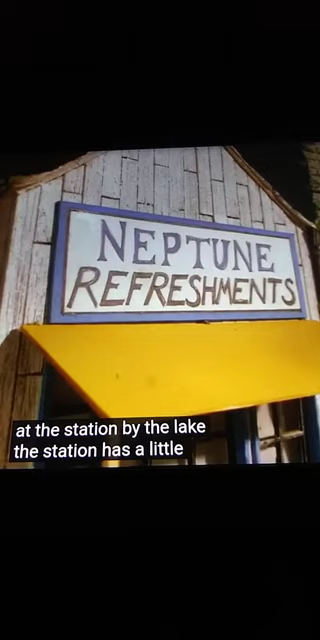 NEPTUNE
REFRESHMENTS
at the station by the lake
the station has a little